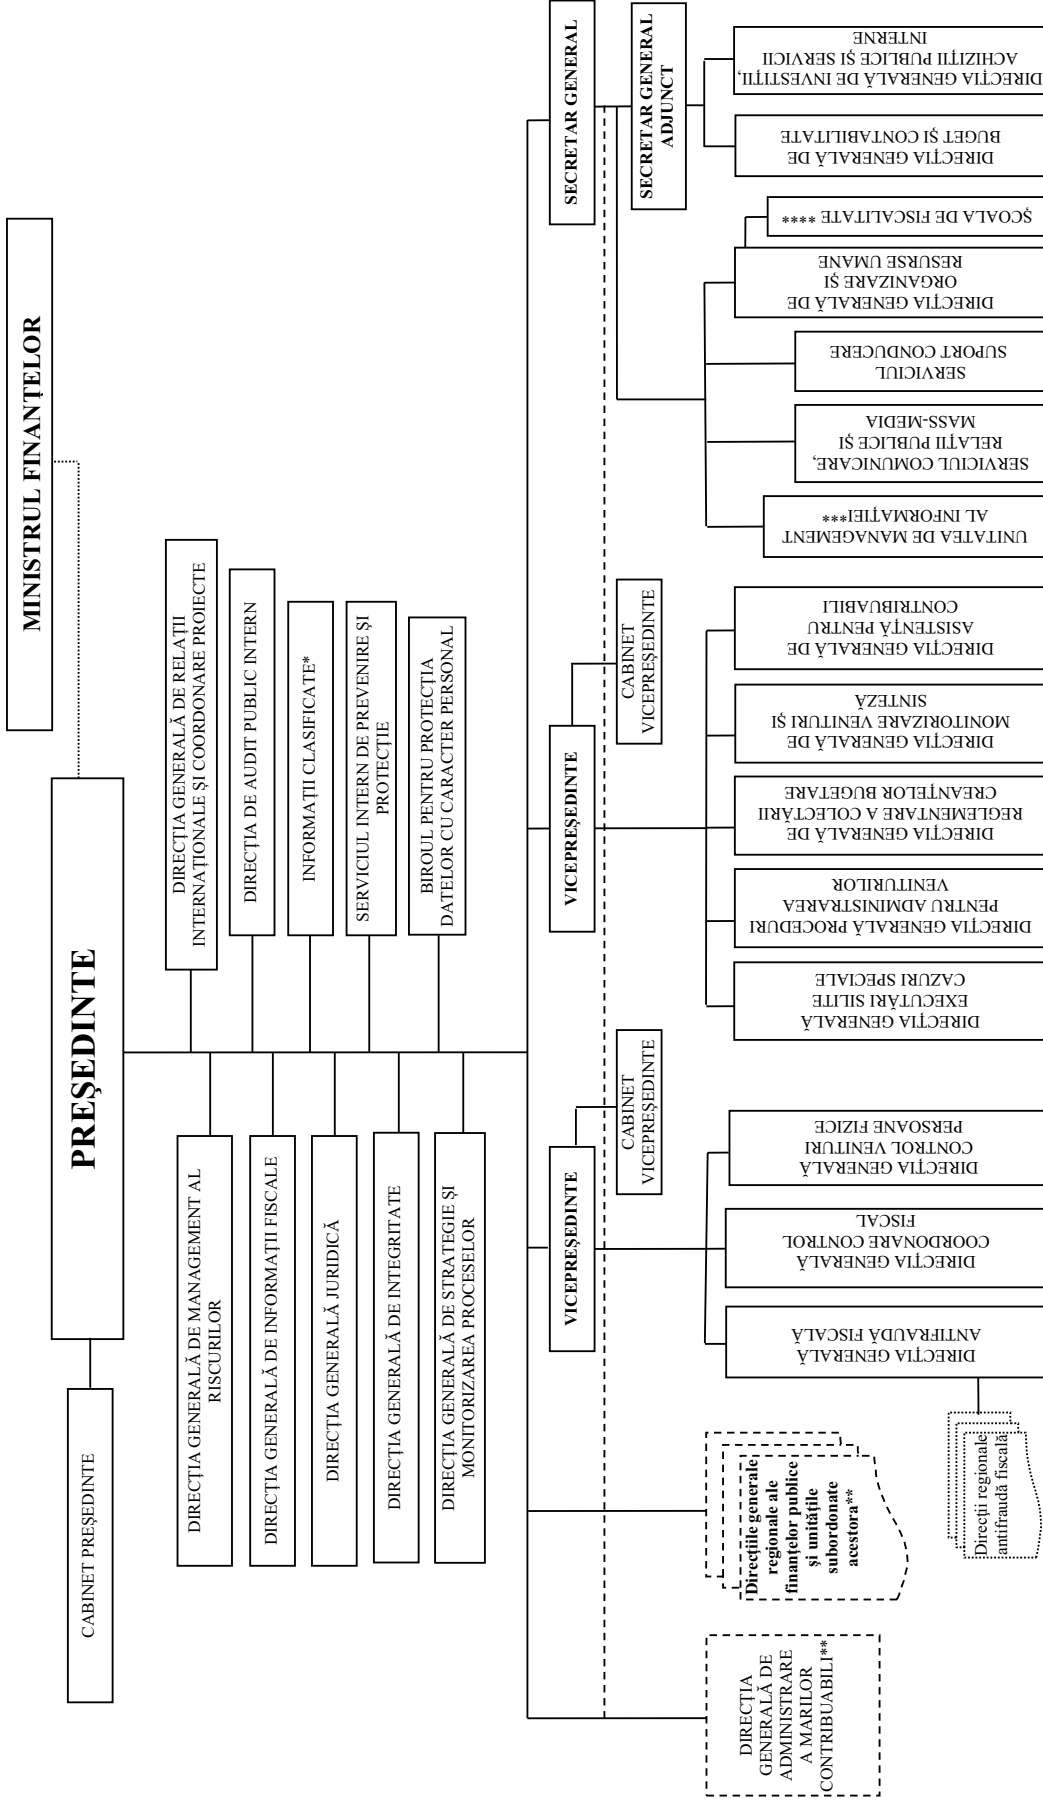 MINISTRUL FINANȚELOR
PREȘEDINTE
CABINET PREȘEDINTE
DIRECȚIA GENERALĂ DE MANAGEMENT AL
RISCURILOR
DIRECȚIA GENERALĂ DE INFORMAȚII FISCALE
DIRECȚIA GENERALĂ JURIDICĂ
DIRECȚIA GENERALĂ DE INTEGRITATE
DIRECȚIA GENERALĂ DE STRATEGIE ȘI
MONITORIZAREA PROCESELOR
DIRECȚIA GENERALĂ DE RELAȚII
INTERNAȚIONALE ȘI COORDONARE PROIECTE
DIRECȚIA DE AUDIT PUBLIC INTERN
INFORMAȚII CLASIFICATE*
SERVICIUL INTERN DE PREVENIRE ȘI
PROTECȚIE
BIROUL PENTRU PROTECȚIA
DATELOR CU CARACTER PERSONAL
VICEPREȘEDINTE
CABINET
VICEPREȘEDINTE
VICEPREȘEDINTE
CABINET
VICEPREȘEDINTE
SECRETAR GENERAL
SECRETAR GENERAL
ADJUNCT
DIRECȚIA
GENERALĂ DE
ADMINISTRARE
A MARILOR
CONTRIBUABILI**
Direcțiile generale
regionale ale
finanțelor publice
și unitățile
subordonate
acestora**
Direcții regionale
antifraudă fiscală
DIRECȚIA GENERALĂ
ANTIFRAUDĂ FISCALĂ
DIRECȚIA GENERALĂ
COORDONARE CONTROL
FISCAL
DIRECȚIA GENERALĂ
CONTROL VENITURI
PERSOANE FIZICE
DIRECȚIA GENERALĂ
EXECUTĂRI SILITE
CAZURI SPECIALE
DIRECȚIA GENERALĂ PROCEDURI
PENTRU ADMINISTRAREA
VENITURILOR
DIRECȚIA GENERALĂ DE
REGLEMENTARE A COLECTĂRII
CREANȚELOR BUGETARE
DIRECȚIA GENERALĂ DE
MONITORIZARE VENITURI ȘI
SINTEZĂ
DIRECȚIA GENERALĂ DE
ASISTENȚĂ PENTRU
CONTRIBUABILI
UNITATEA DE MANAGEMENT
AL INFORMAȚIEI***
SERVICIUL COMUNICARE,
RELAȚII PUBLICE ȘI
MASS-MEDIA
SERVICIUL
SUPORT CONDUCERE
DIRECȚIA GENERALĂ DE
ORGANIZARE ȘI
RESURSE UMANE
ȘCOALA DE FISCALITATE ****
DIRECȚIA GENERALĂ DE
BUGET ȘI CONTABILITATE
DIRECȚIA GENERALĂ DE INVESTIȚII,
ACHIZIȚII PUBLICE ȘI SERVICII
INTERNE